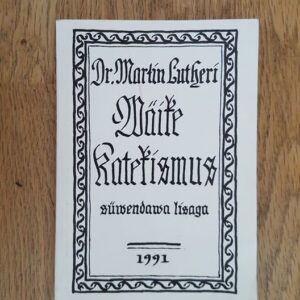 Dr. Martin Lutheri
Wäike
Katekismus
süwendawa lisaga
1991